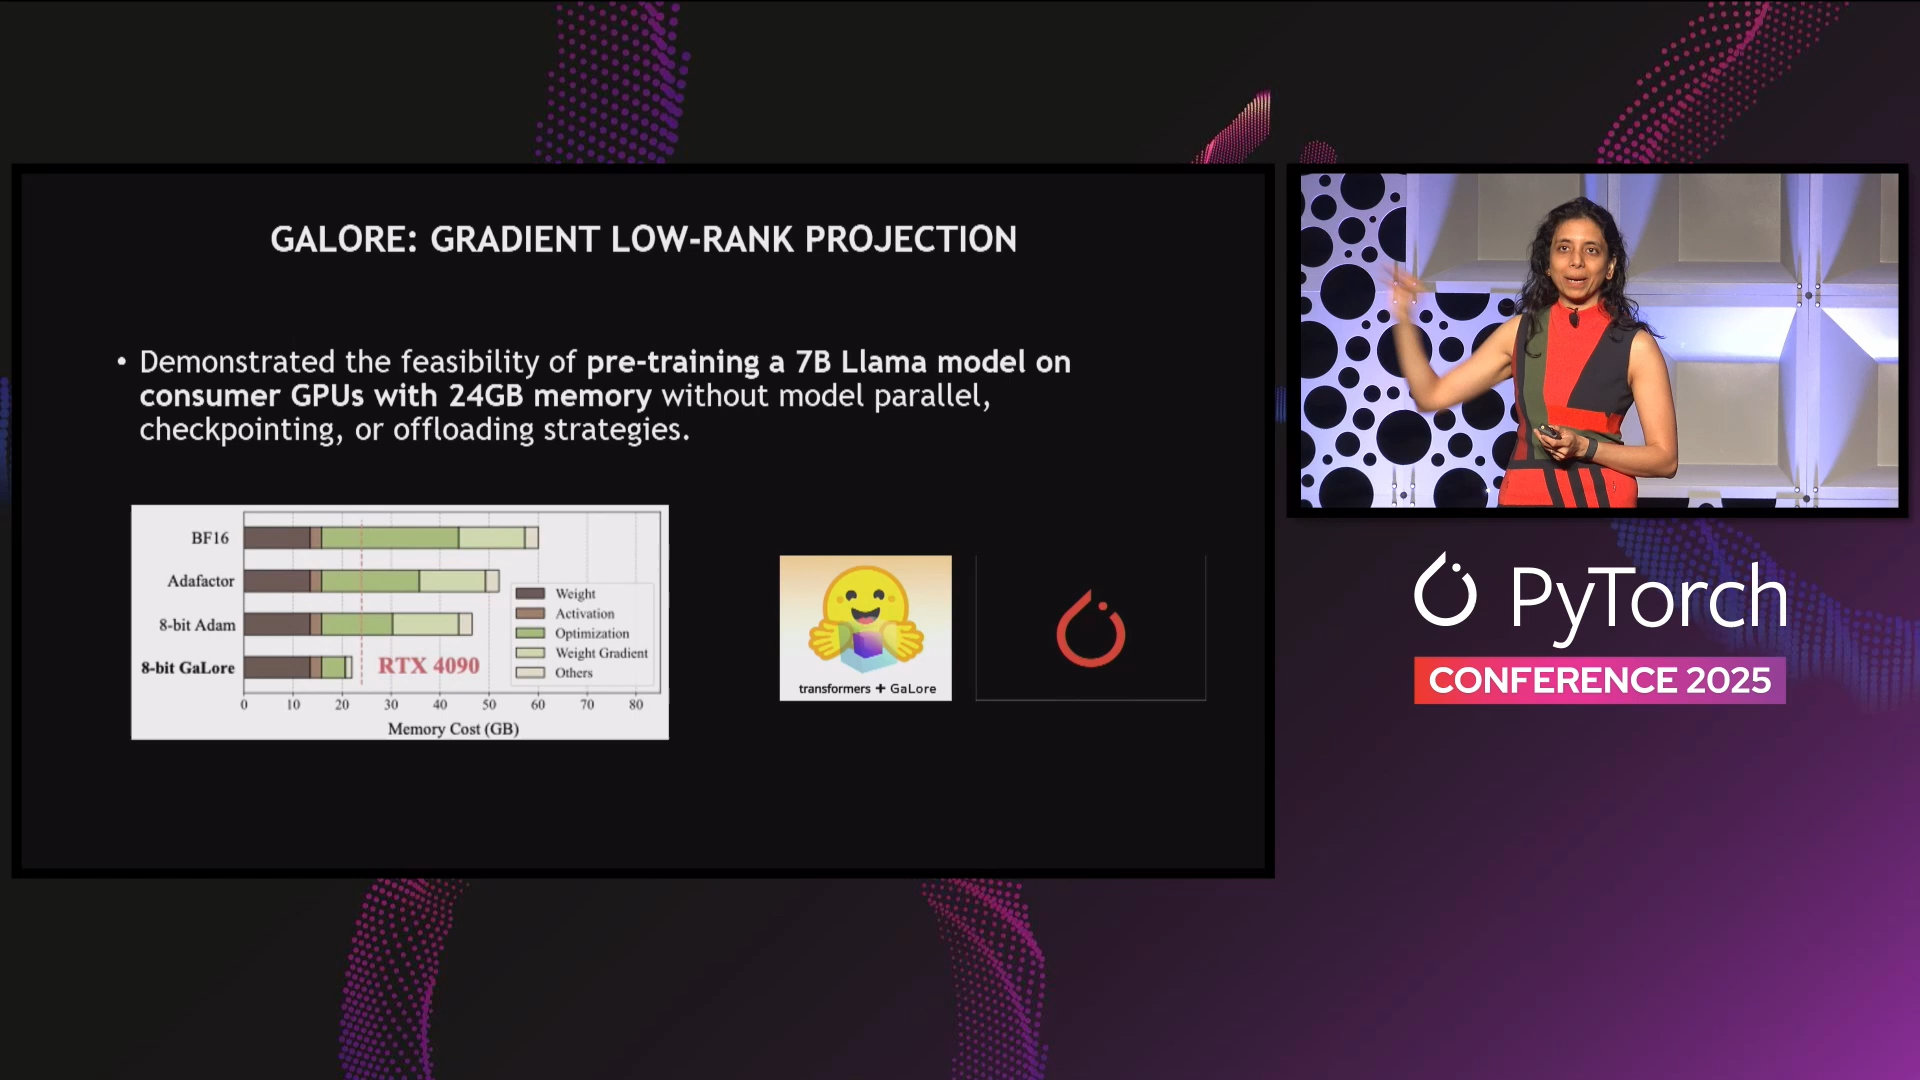 GALORE: GRADIENT LOW-RANK PROJECTION
• Demonstrated the feasibility of pre-training a 7B Llama model on
consumer GPUs with 24GB memory without model parallel,
checkpointing, or offloading strategies.
BF16
Adafactor
8-bit Adam
8-bit GaLore
RTX 4090
Weight
Activation
Optimization
Weight Gradient
Others
0 10 20 30 40 50 60 70 80
Memory Cost (GB)
transformers + GaLore
PyTorch
CONFERENCE 2025